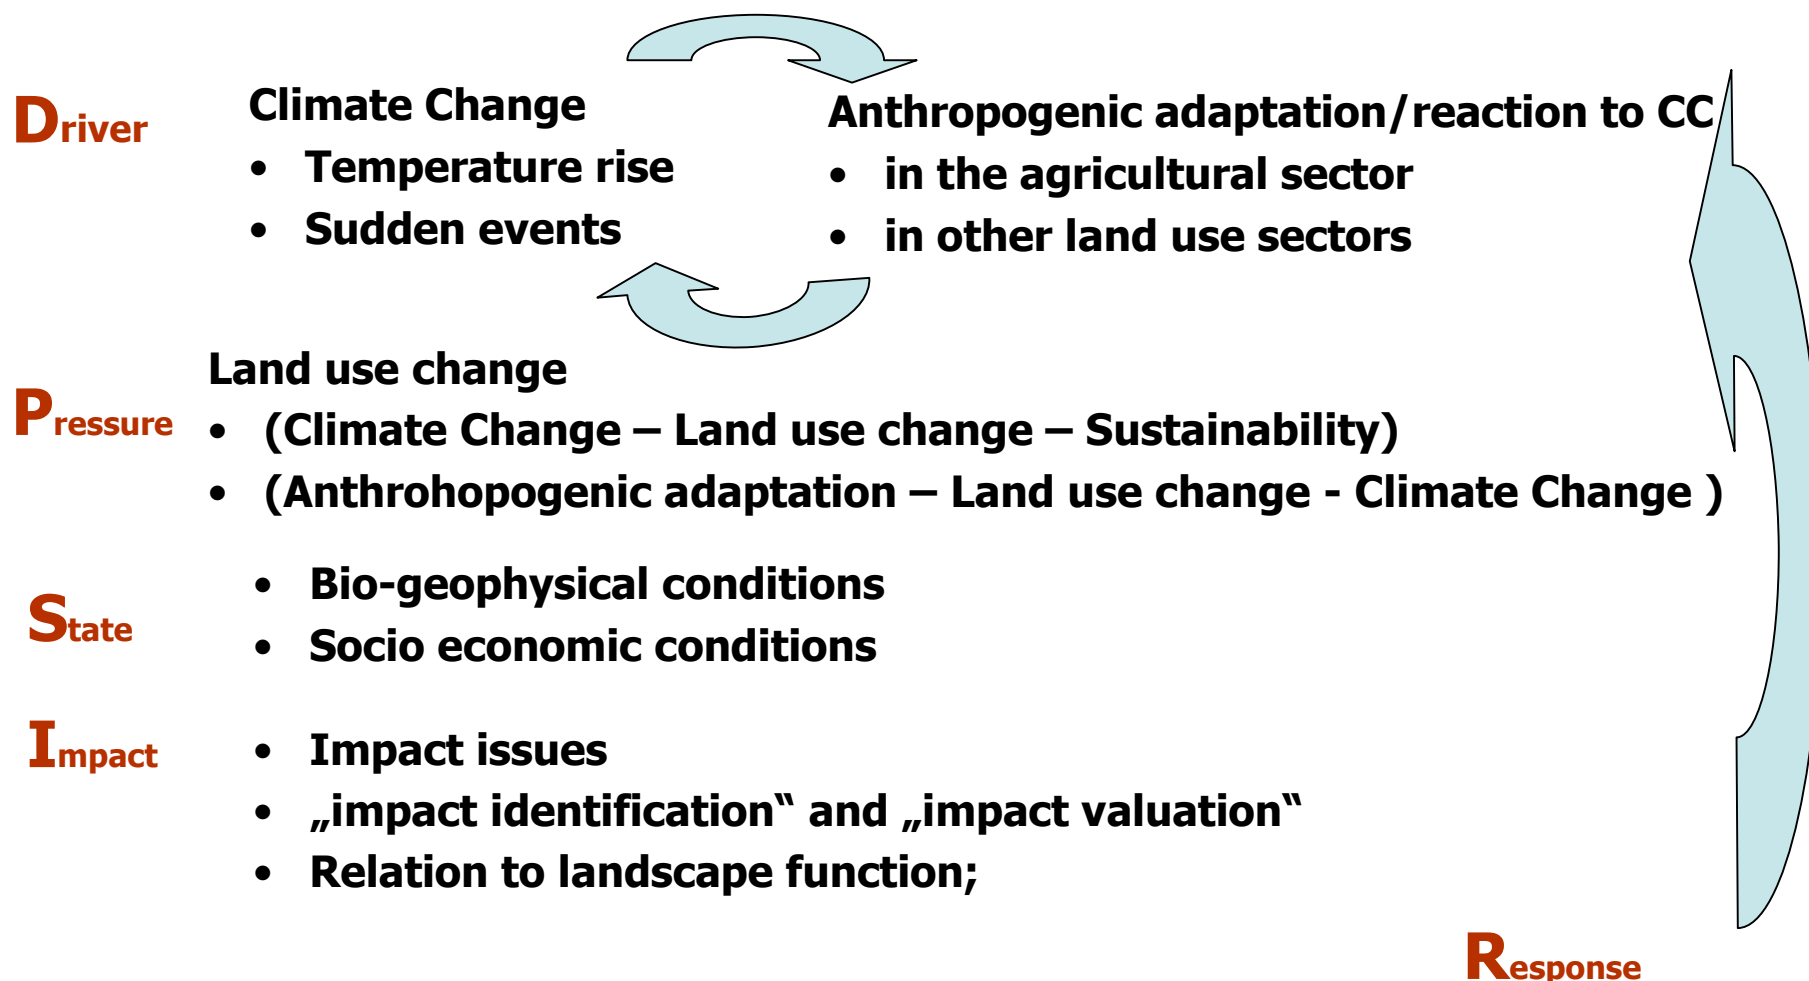 Driver
Climate Change
• Temperature rise
• Sudden events
Anthropogenic adaptation/reaction to CC
• in the agricultural sector
• in other land use sectors
Pressure
Land use change
• (Climate Change – Land use change – Sustainability)
• (Anthrohopogenic adaptation – Land use change - Climate Change )
State
• Bio-geophysical conditions
• Socio economic conditions
Impact
• Impact issues
• „impact identification‟ and „impact valuation‟
• Relation to landscape function;
Response